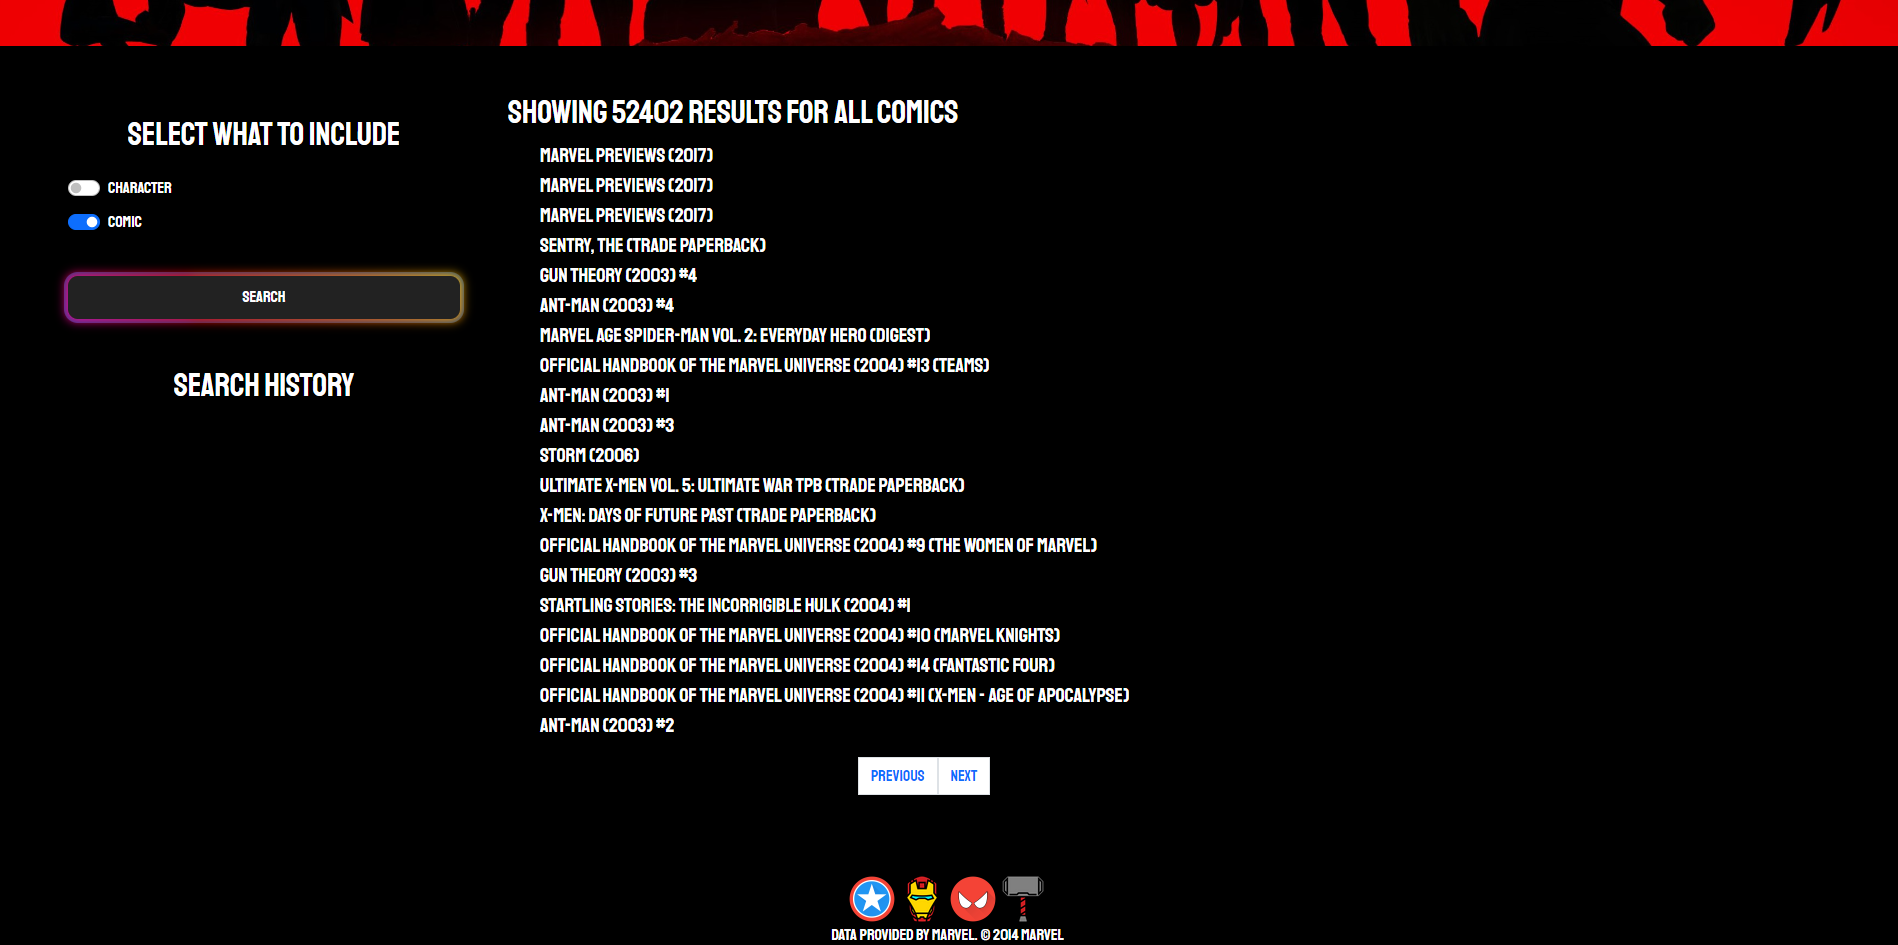 SELECT WHAT TO INCLUDE
CHARACTER
COMIC
SEARCH
SEARCH HISTORY
SHOWING 52402 RESULTS FOR ALL COMICS
MARVEL PREVIEWS (2017)
MARVEL PREVIEWS (2017)
MARVEL PREVIEWS (2017)
SENTRY, THE (TRADE PAPERBACK)
GUN THEORY (2003) #4
ANT-MAN (2003) #4
MARVEL AGE SPIDER-MAN VOL. 2: EVERYDAY HERO (DIGEST)
OFFICIAL HANDBOOK OF THE MARVEL UNIVERSE (2004) #13 (TEAMS)
ANT-MAN (2003) #1
ANT-MAN (2003) #3
STORM (2006)
ULTIMATE X-MEN VOL. 5: ULTIMATE WAR TPB (TRADE PAPERBACK)
X-MEN: DAYS OF FUTURE PAST (TRADE PAPERBACK)
OFFICIAL HANDBOOK OF THE MARVEL UNIVERSE (2004) #9 (THE WOMEN OF MARVEL)
GUN THEORY (2003) #3
STARTLING STORIES: THE INCORRIGIBLE HULK (2004) #1
OFFICIAL HANDBOOK OF THE MARVEL UNIVERSE (2004) #10 (MARVEL KNIGHTS)
OFFICIAL HANDBOOK OF THE MARVEL UNIVERSE (2004) #14 (FANTASTIC FOUR)
OFFICIAL HANDBOOK OF THE MARVEL UNIVERSE (2004) #11 (X-MEN - AGE OF APOCALYPSE)
ANT-MAN (2003) #2
PREVIOUS NEXT
DATA PROVIDED BY MARVEL. © 2014 MARVEL